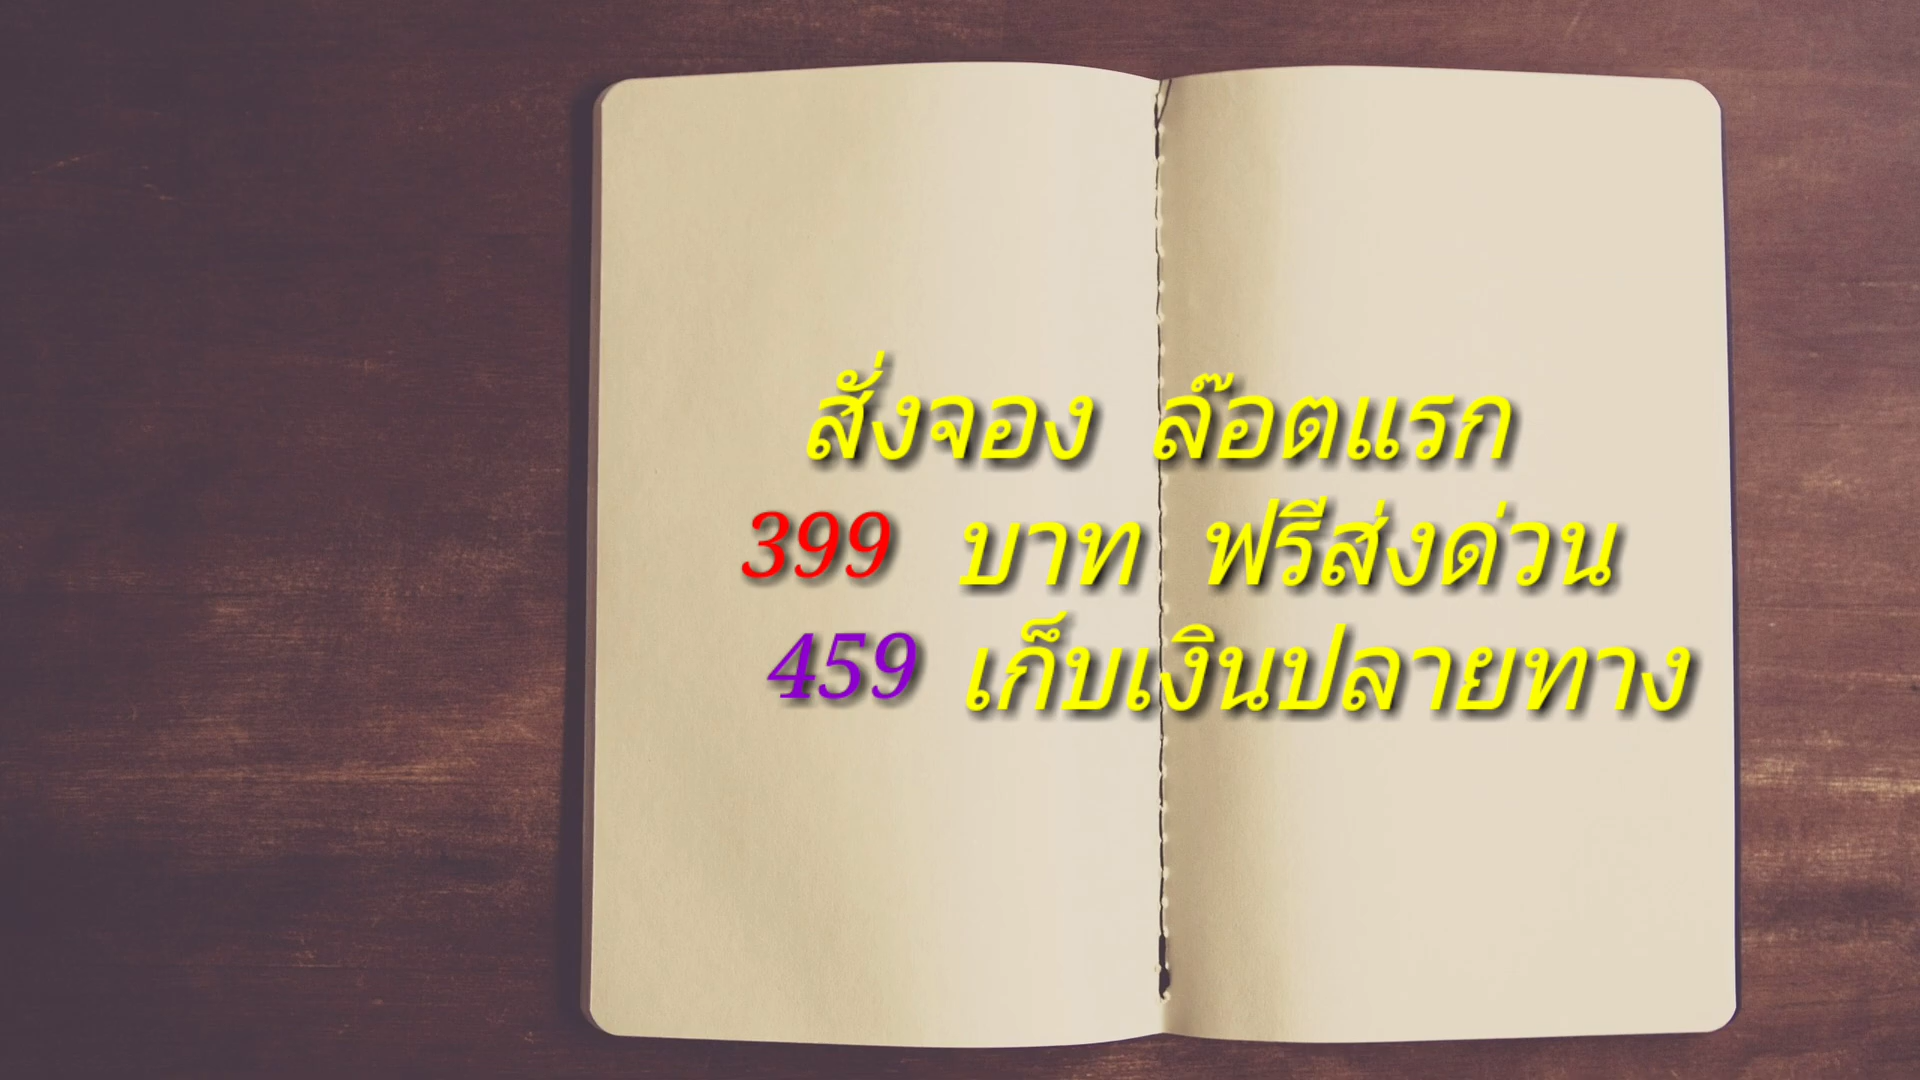 สั่งจอง ล๊อตแรก
399 บาท ฟรีส่งด่วน
459 เก็บเงินปลายทาง